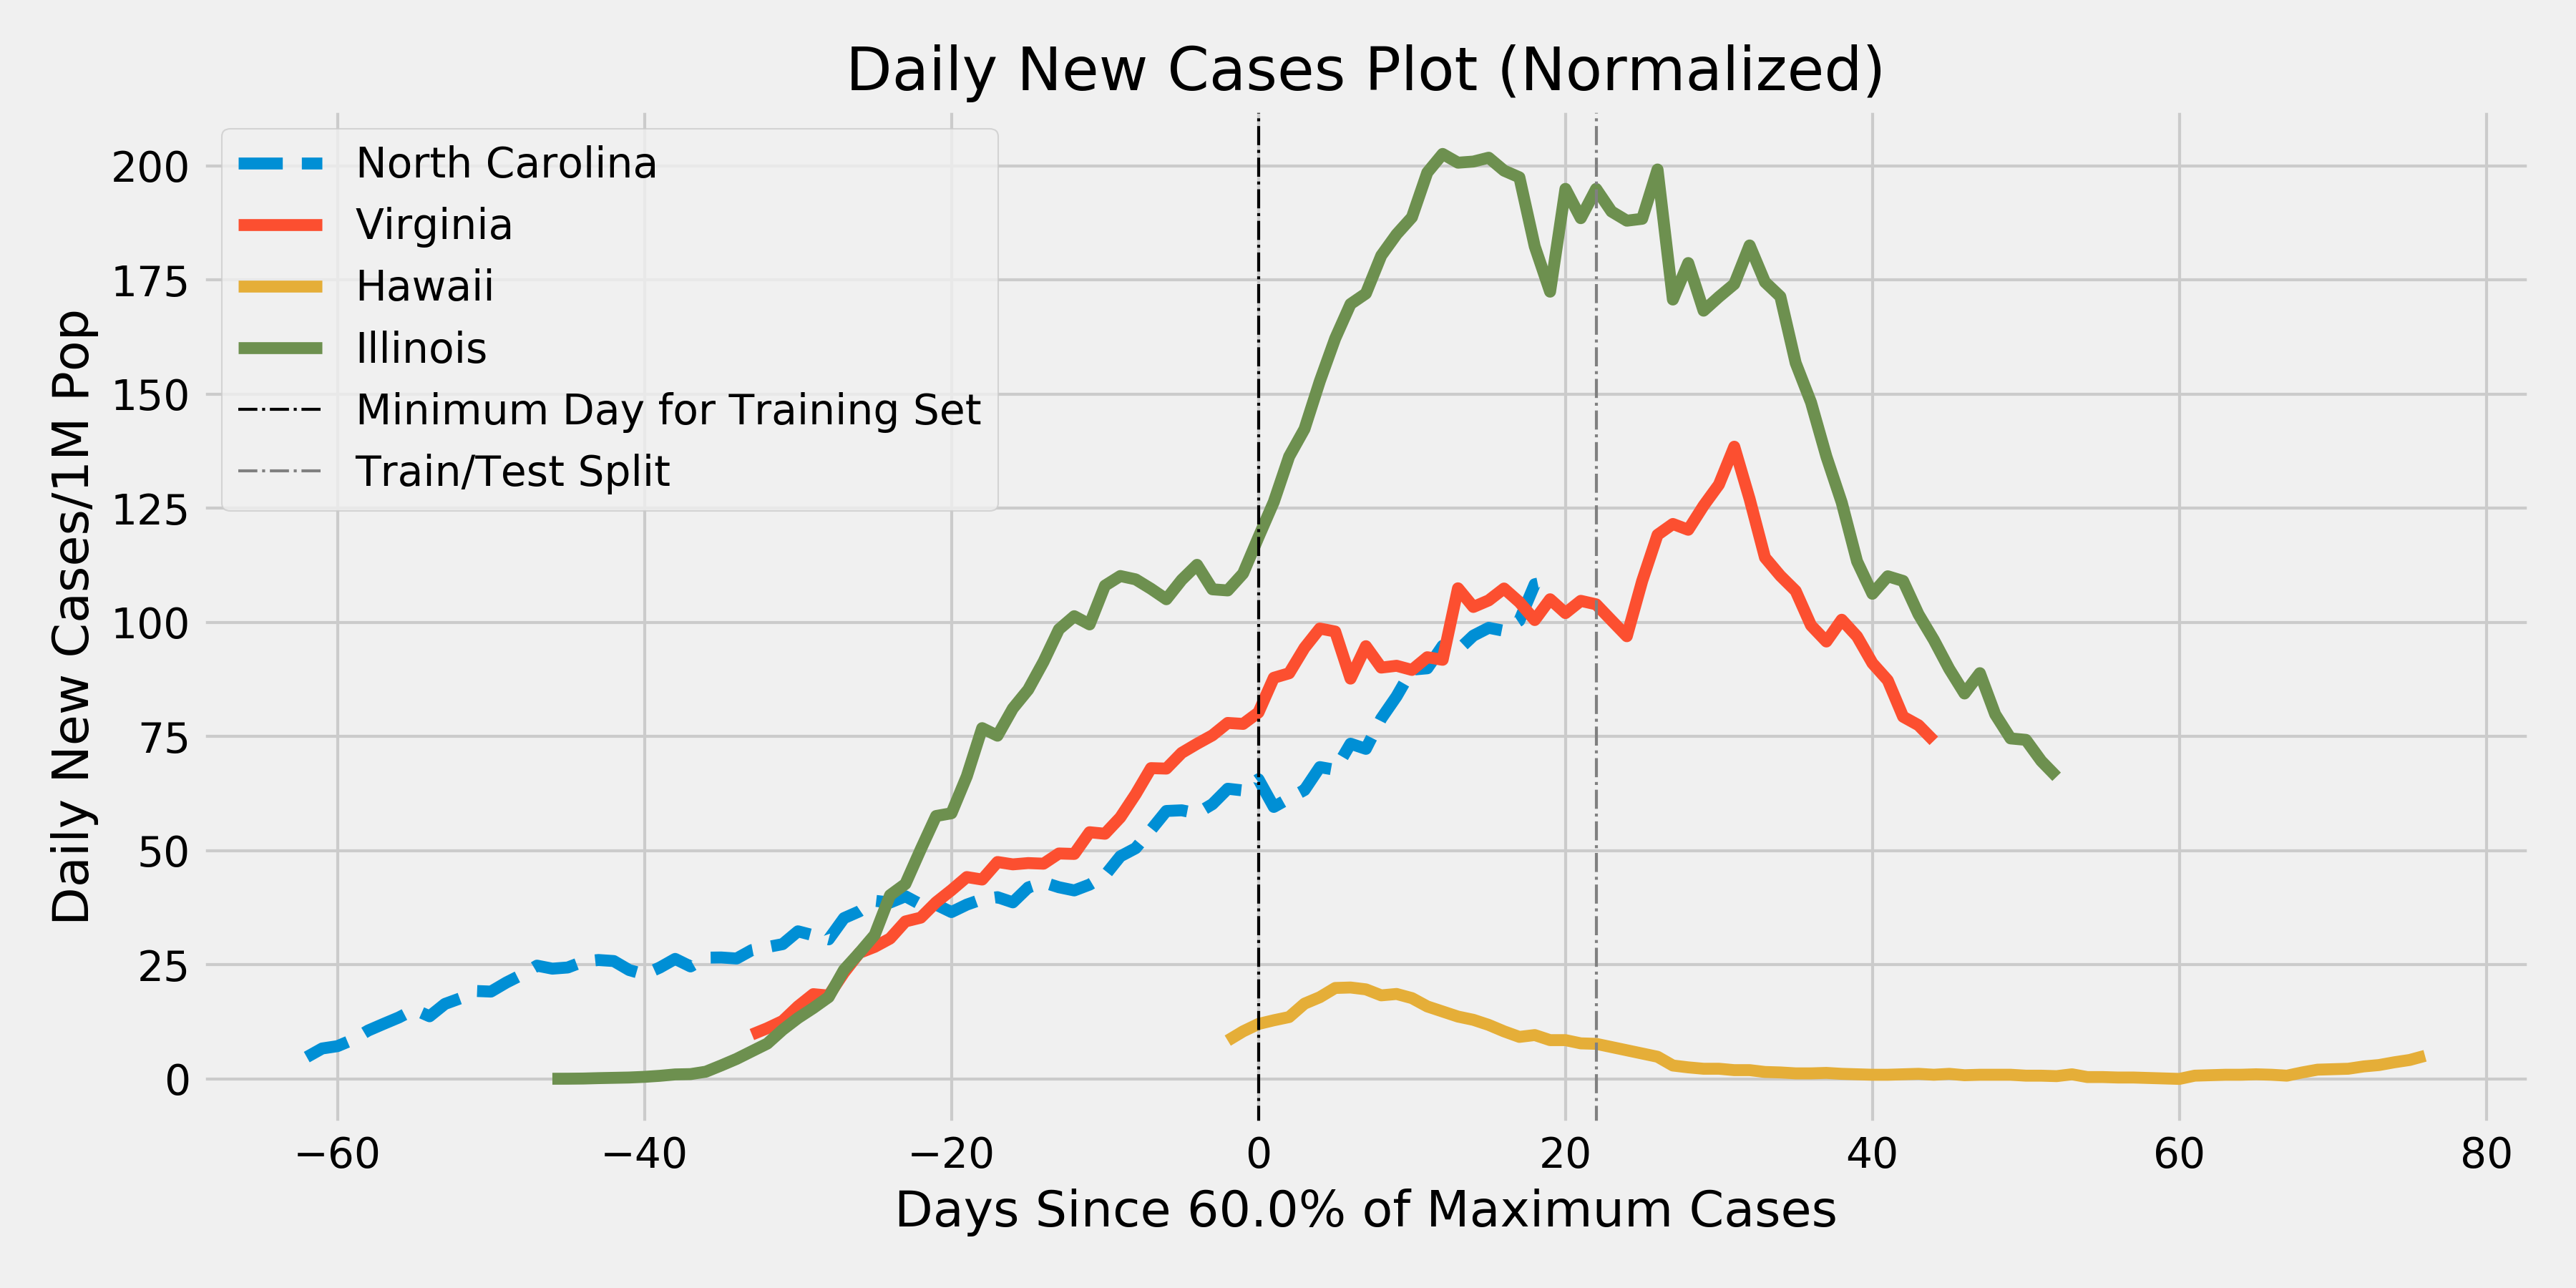 Daily New Cases Plot (Normalized)
North Carolina
Virginia
Hawaii
Illinois
Minimum Day for Training Set
Train/Test Split
Daily New Cases/1M Pop
200
175
150
125
100
75
50
25
0
−60
−40
−20
0
20
40
60
80
Days Since 60.0% of Maximum Cases